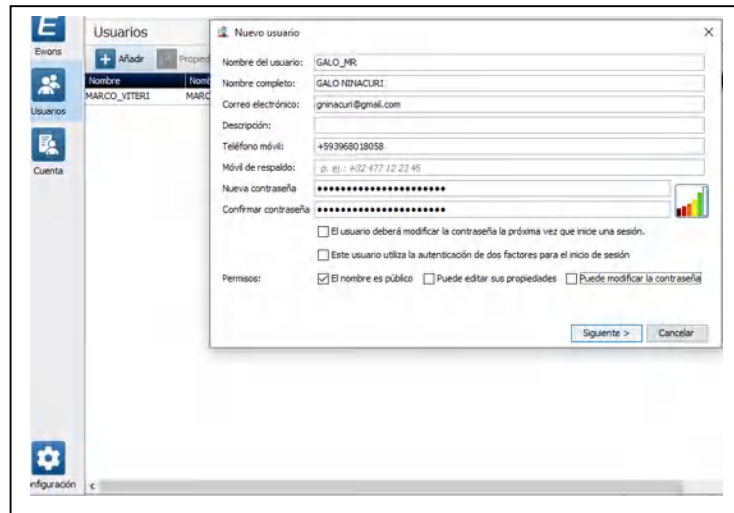 E
Ewons
Usuarios
Cuenta
nfiguración
Usuarios
Añadir
Propied
Nombre
Nomb
MARCO_VITERI
MARC
Nuevo usuario
Nombre del usuario: GALO_MR
Nombre completo: GALO NINACURI
Correo electrónico: gninacuri@gmail.com
Descripción:
Teléfono móvil: +593968018058
Móvil de respaldo: p. ej.: +32 477 12 23 45
Nueva contraseña
Confirmar contraseña
El usuario deberá modificar la contraseña la próxima vez que inicie una sesión.
Este usuario utiliza la autenticación de dos factores para el inicio de sesión
Permisos: El nombre es público Puede editar sus propiedades Puede modificar la contraseña
Siguiente > Cancelar